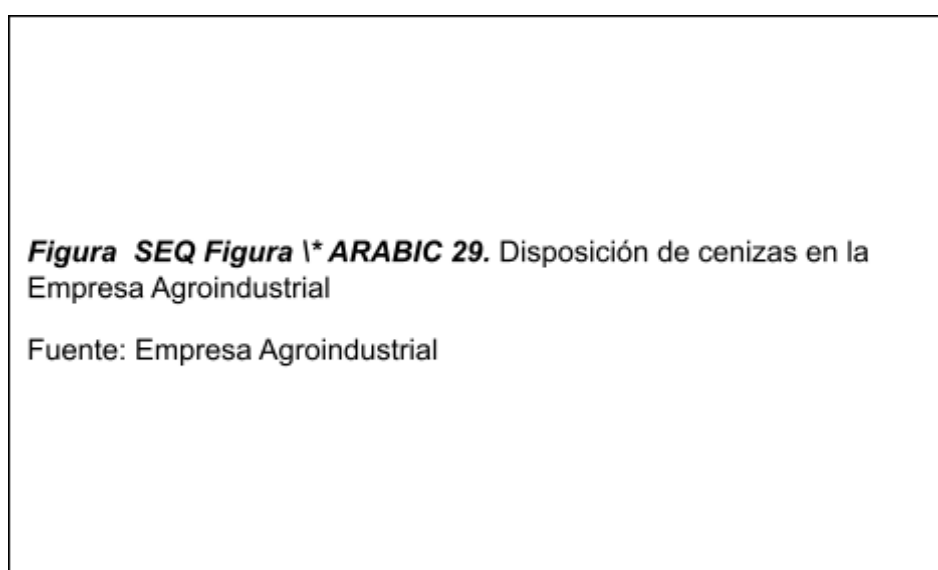 Figura  SEQ Figura \* ARABIC 29. Disposición de cenizas en la
Empresa Agroindustrial
Fuente: Empresa Agroindustrial